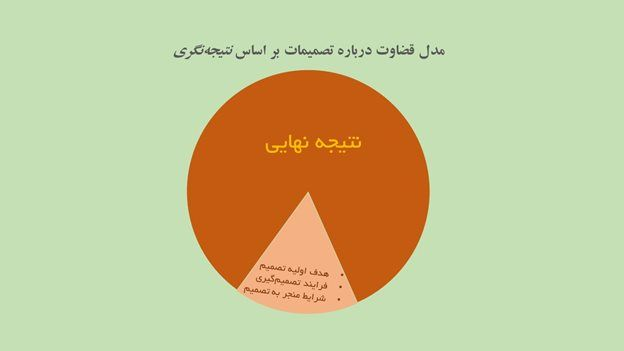 مدل قضاوت درباره تصمیمات بر اساس نتیجه‌نگری
نتیجه نهایی
• هدف اولیه تصمیم
• فرایند تصمیم‌گیری
• شرایط منجر به تصمیم